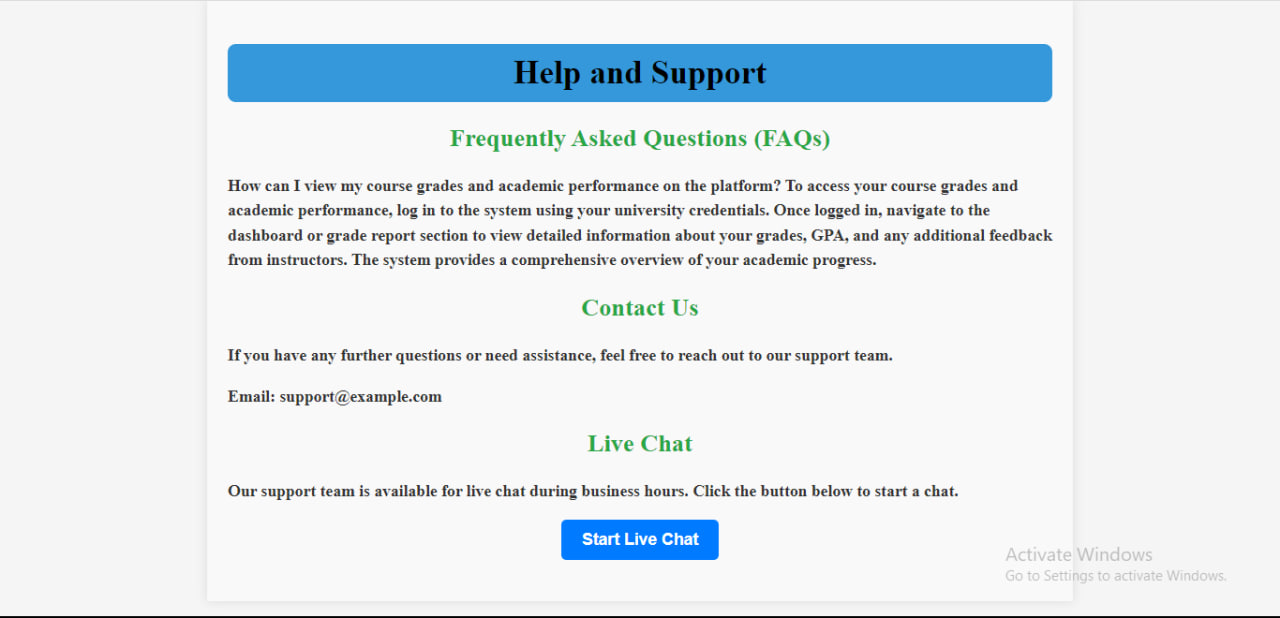 Help and Support
Frequently Asked Questions (FAQs)
How can I view my course grades and academic performance on the platform? To access your course grades and
academic performance, log in to the system using your university credentials. Once logged in, navigate to the
dashboard or grade report section to view detailed information about your grades, GPA, and any additional feedback
from instructors. The system provides a comprehensive overview of your academic progress.
Contact Us
If you have any further questions or need assistance, feel free to reach out to our support team.
Email: support@example.com
Live Chat
Our support team is available for live chat during business hours. Click the button below to start a chat.
Start Live Chat
Activate Windows
Go to Settings to activate Windows.